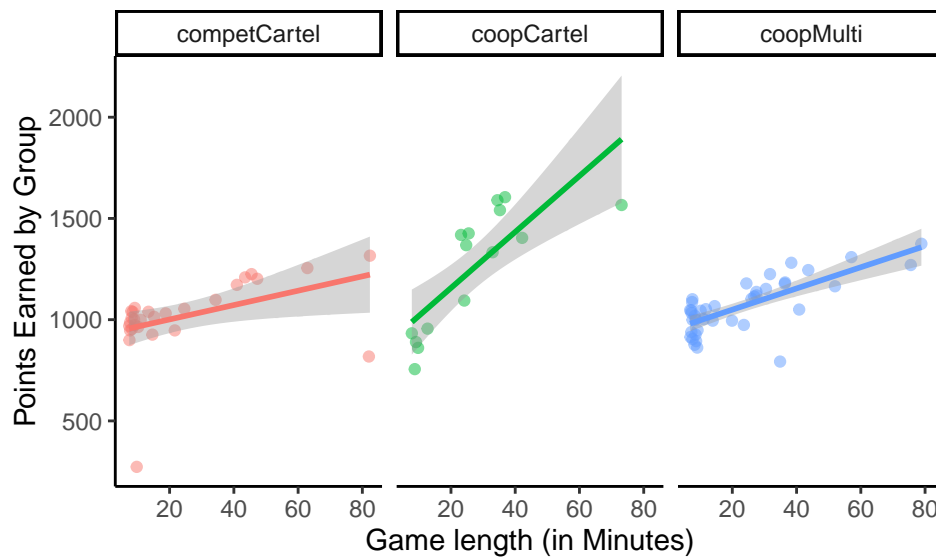 competCartel coopCartel coopMulti
Points Earned by Group
2000
1500
1000
500
20 40 60 80 20 40 60 80 20 40 60 80
Game length (in Minutes)